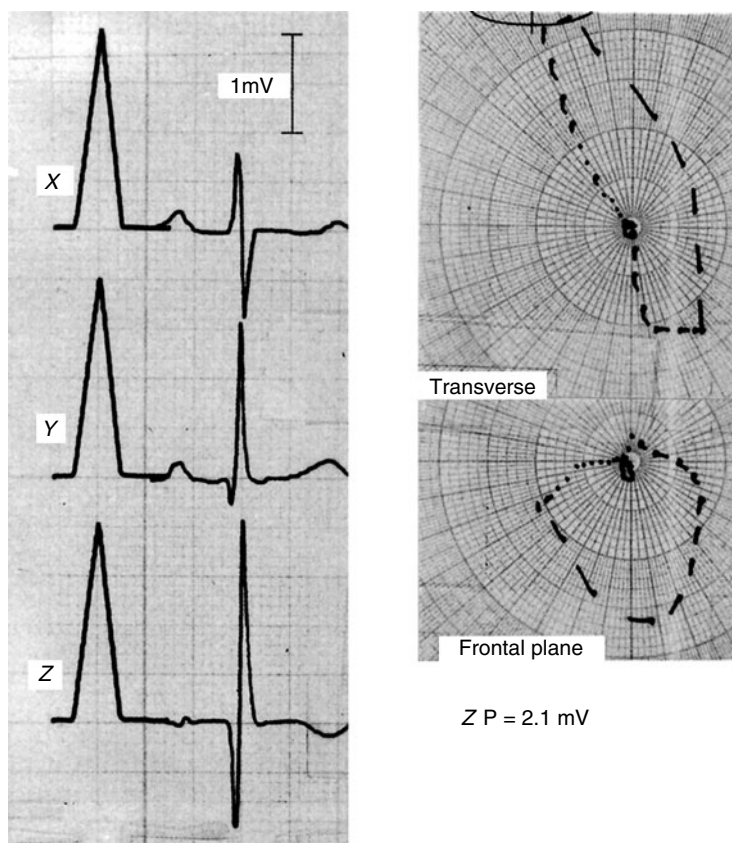 1mV
X
Y
Z
Transverse
Frontal plane
Z P = 2.1 mV